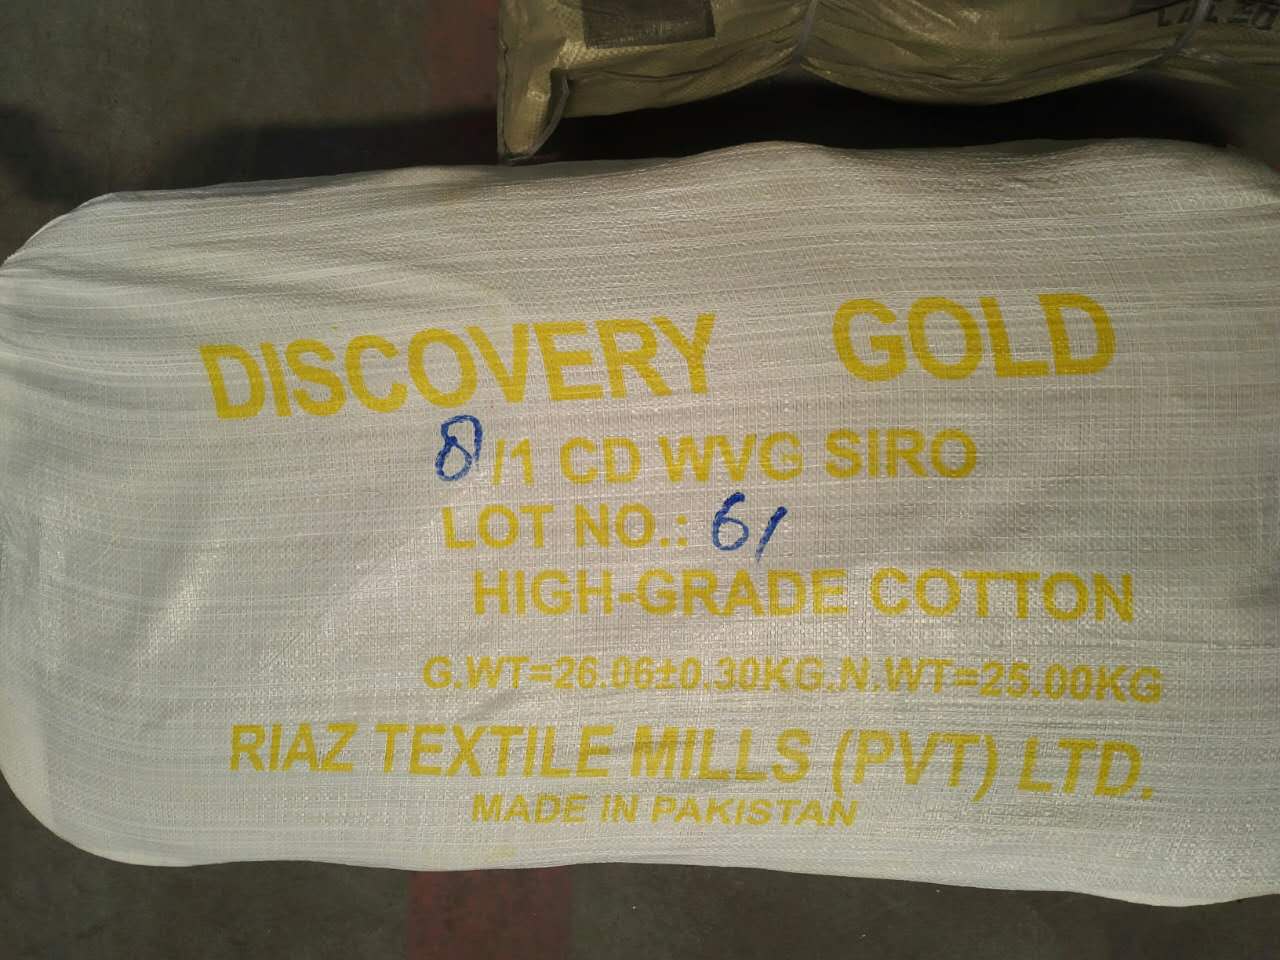 DISCOVERY GOLD
8/1 CD WVG SIRO
LOT NO.: 61
HIGH-GRADE COTTON
G.WT=26.06±0.30KG.N.WT=25.00KG
RIAZ TEXTILE MILLS (PVT) LTD.
MADE IN PAKISTAN